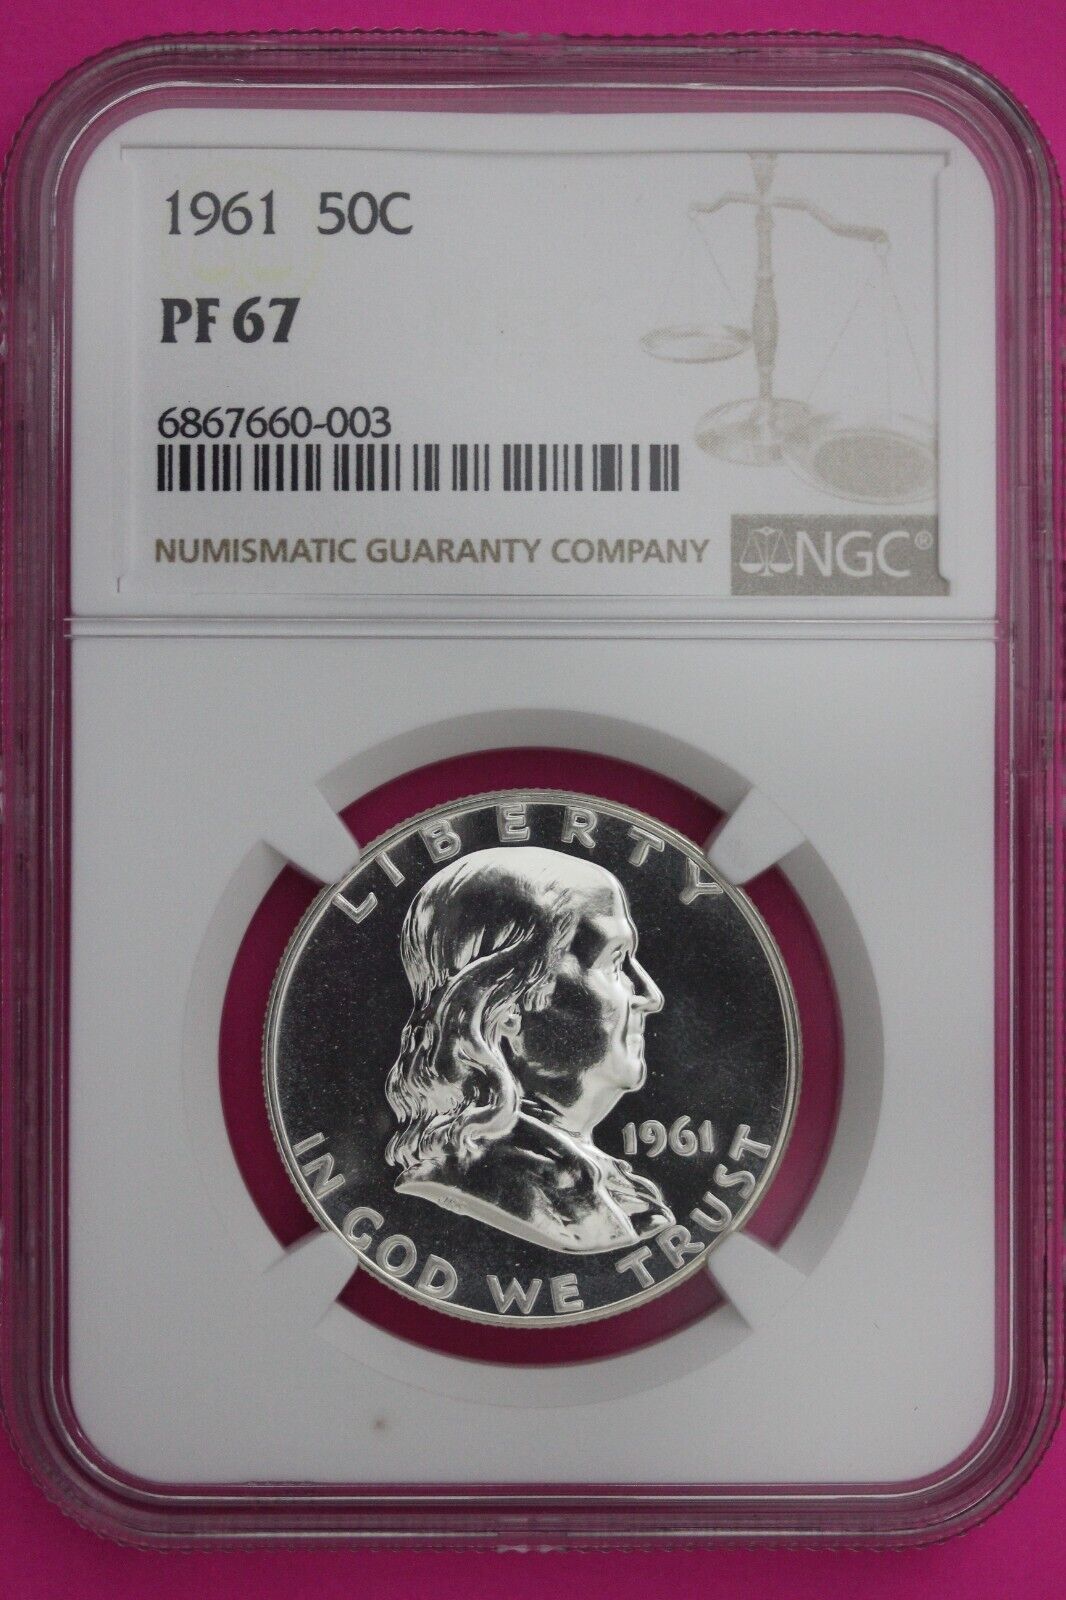 1961 50C
PF 67
6867660-003
NUMISMATIC GUARANTY COMPANY
NGC®
LIBERTY
1961
IN GOD WE TRUST